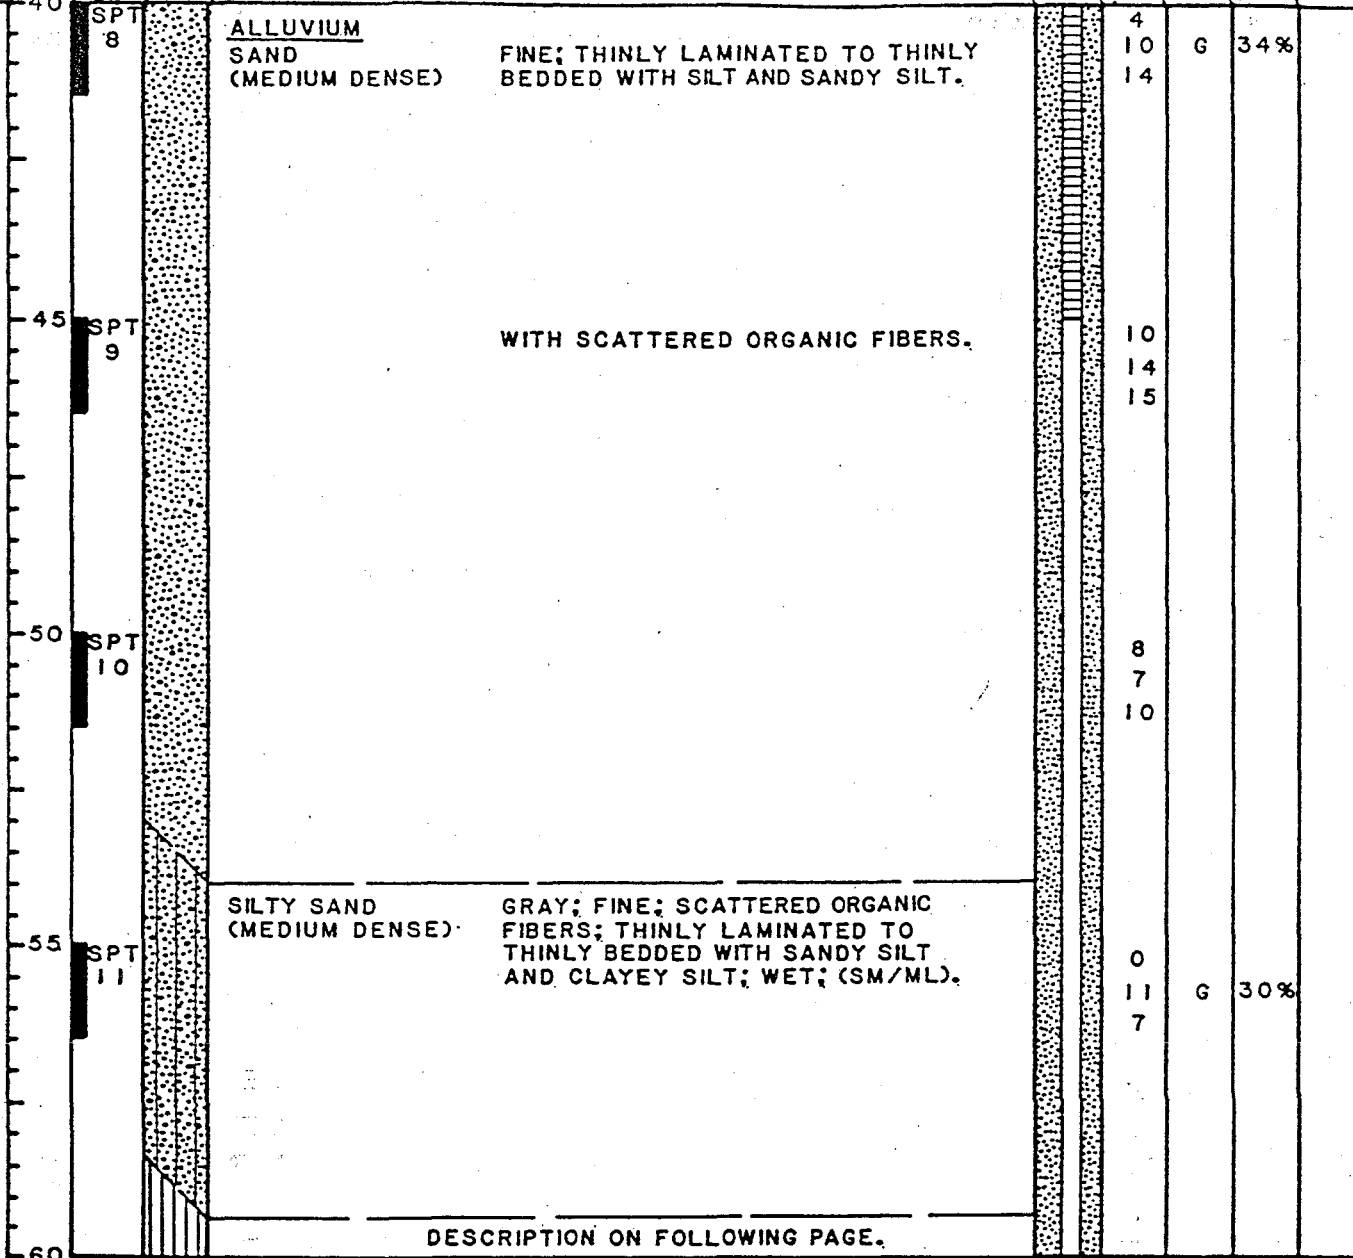 40
SPT
8
ALLUVIUM
SAND FINE; THINLY LAMINATED TO THINLY
(MEDIUM DENSE) BEDDED WITH SILT AND SANDY SILT.
4
10 G 34%
14
45 SPT
9
WITH SCATTERED ORGANIC FIBERS.
10
14
15
50 SPT
10
8
7
10
SILTY SAND GRAY; FINE; SCATTERED ORGANIC
(MEDIUM DENSE) FIBERS; THINLY LAMINATED TO
THINLY BEDDED WITH SANDY SILT
AND CLAYEY SILT; WET; (SM/ML).
55 SPT
11
0
11 G 30%
7
DESCRIPTION ON FOLLOWING PAGE.
60